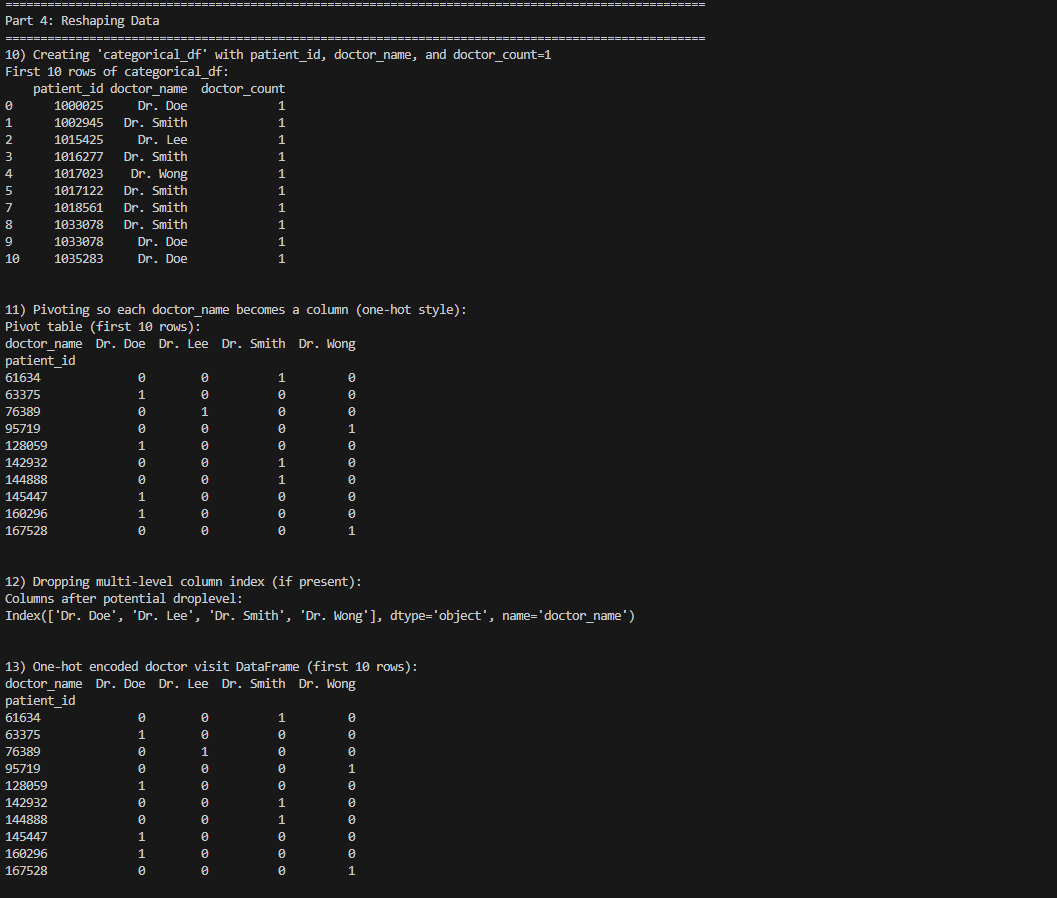 ====================================================================================================
Part 4: Reshaping Data
====================================================================================================
10) Creating 'categorical_df' with patient_id, doctor_name, and doctor_count=1
First 10 rows of categorical_df:
    patient_id doctor_name  doctor_count
0      1000025     Dr. Doe             1
1      1002945   Dr. Smith             1
2      1015425     Dr. Lee             1
3      1016277   Dr. Smith             1
4      1017023    Dr. Wong             1
5      1017122   Dr. Smith             1
7      1018561   Dr. Smith             1
8      1033078   Dr. Smith             1
9      1033078     Dr. Doe             1
10     1035283     Dr. Doe             1
11) Pivoting so each doctor_name becomes a column (one-hot style):
Pivot table (first 10 rows):
doctor_name  Dr. Doe  Dr. Lee  Dr. Smith  Dr. Wong
patient_id
61634              0        0          1         0
63375              1        0          0         0
76389              0        1          0         0
95719              0        0          0         1
128059             1        0          0         0
142932             0        0          1         0
144888             0        0          1         0
145447             1        0          0         0
160296             1        0          0         0
167528             0        0          0         1
12) Dropping multi-level column index (if present):
Columns after potential droplevel:
Index(['Dr. Doe', 'Dr. Lee', 'Dr. Smith', 'Dr. Wong'], dtype='object', name='doctor_name')
13) One-hot encoded doctor visit DataFrame (first 10 rows):
doctor_name  Dr. Doe  Dr. Lee  Dr. Smith  Dr. Wong
patient_id
61634              0        0          1         0
63375              1        0          0         0
76389              0        1          0         0
95719              0        0          0         1
128059             1        0          0         0
142932             0        0          1         0
144888             0        0          1         0
145447             1        0          0         0
160296             1        0          0         0
167528             0        0          0         1